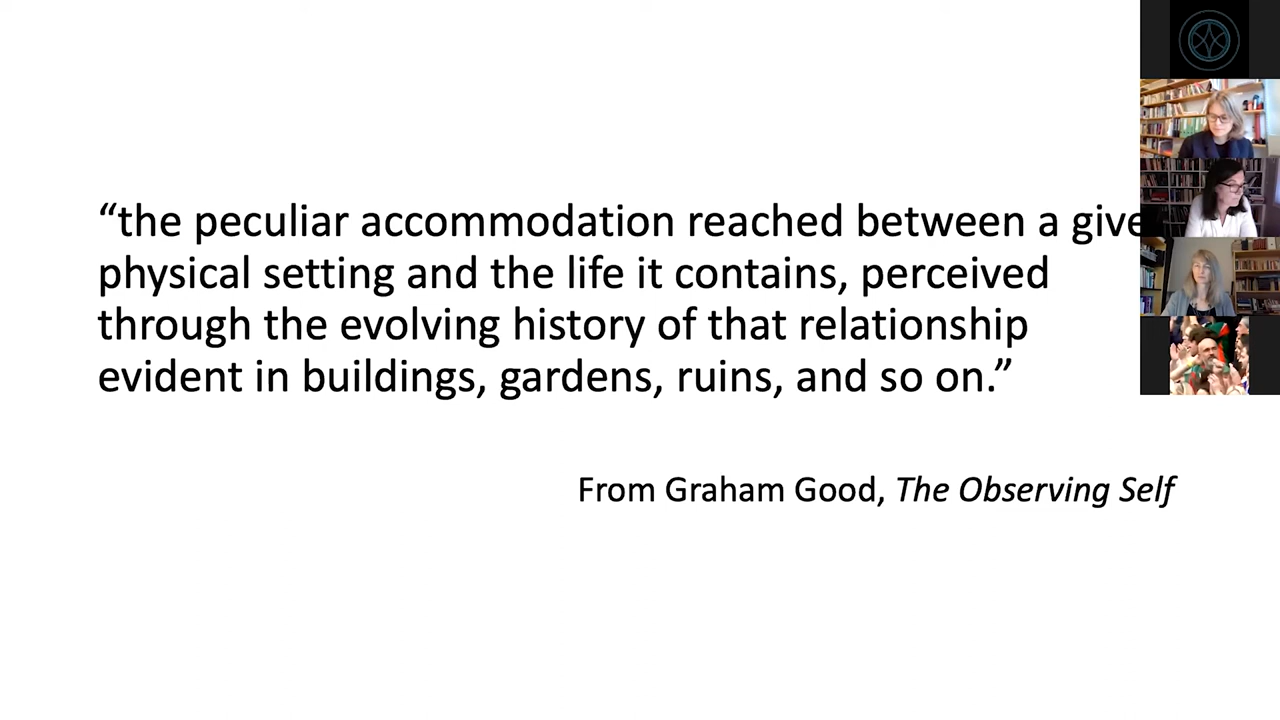 “the peculiar accommodation reached between a give
physical setting and the life it contains, perceived
through the evolving history of that relationship
evident in buildings, gardens, ruins, and so on.”
From Graham Good, The Observing Self